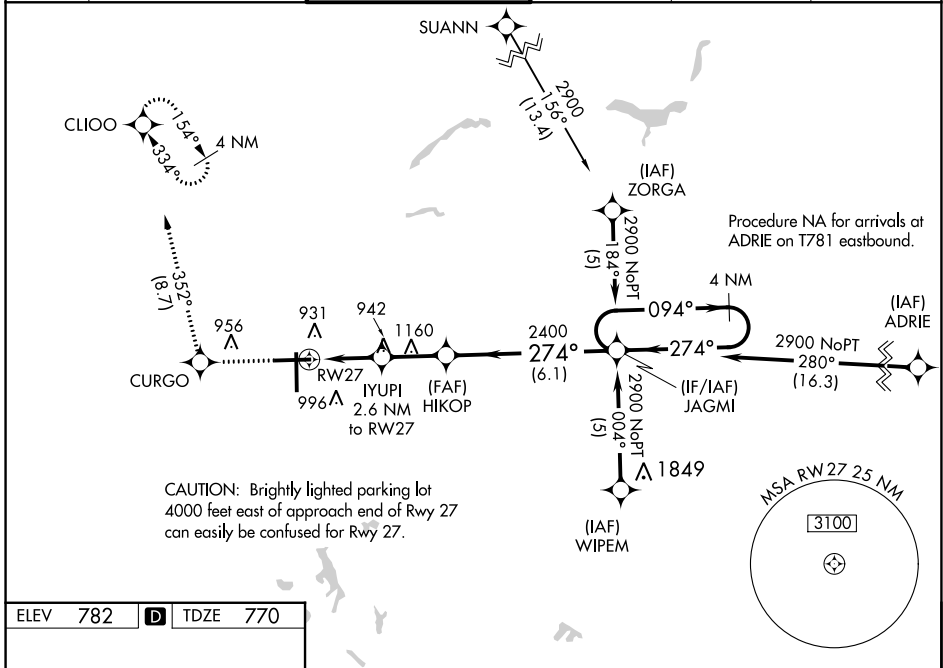 SUANN
2900
156°
(13.4)
CLIOO
154°
334°
4 NM
(IAF)
ZORGA
Procedure NA for arrivals at
ADRIE on T781 eastbound.
2900 NoPT
184°
(5)
4 NM
094°
(IAF)
ADRIE
352°
(8.7)
956
931
942
1160
2400
274°
(6.1)
274°
2900 NoPT
280°
(16.3)
CURGO
RW27
996
IYUPI
2.6 NM
to RW27
(FAF)
HIKOP
(IF/IAF)
JAGMI
2900 NoPT
004°
(5)
1849
(IAF)
WIPEM
CAUTION: Brightly lighted parking lot
4000 feet east of approach end of Rwy 27
can easily be confused for Rwy 27.
MSA RW 27 25 NM
3100
ELEV 782 D TDZE 770